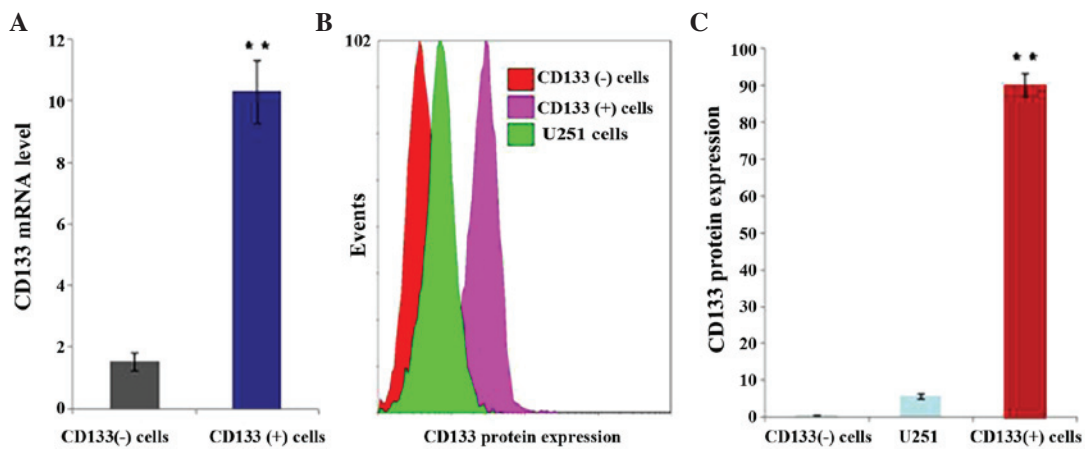 A
CD133 mRNA level
12
10
8
6
4
2
0
**
CD133(-) cells
CD133 (+) cells
B
102
Events
CD133 (-) cells
CD133 (+) cells
U251 cells
CD133 protein expression
C
CD133 protein expression
100
90
80
70
60
50
40
30
20
10
0
**
CD133(-) cells
U251
CD133(+) cells